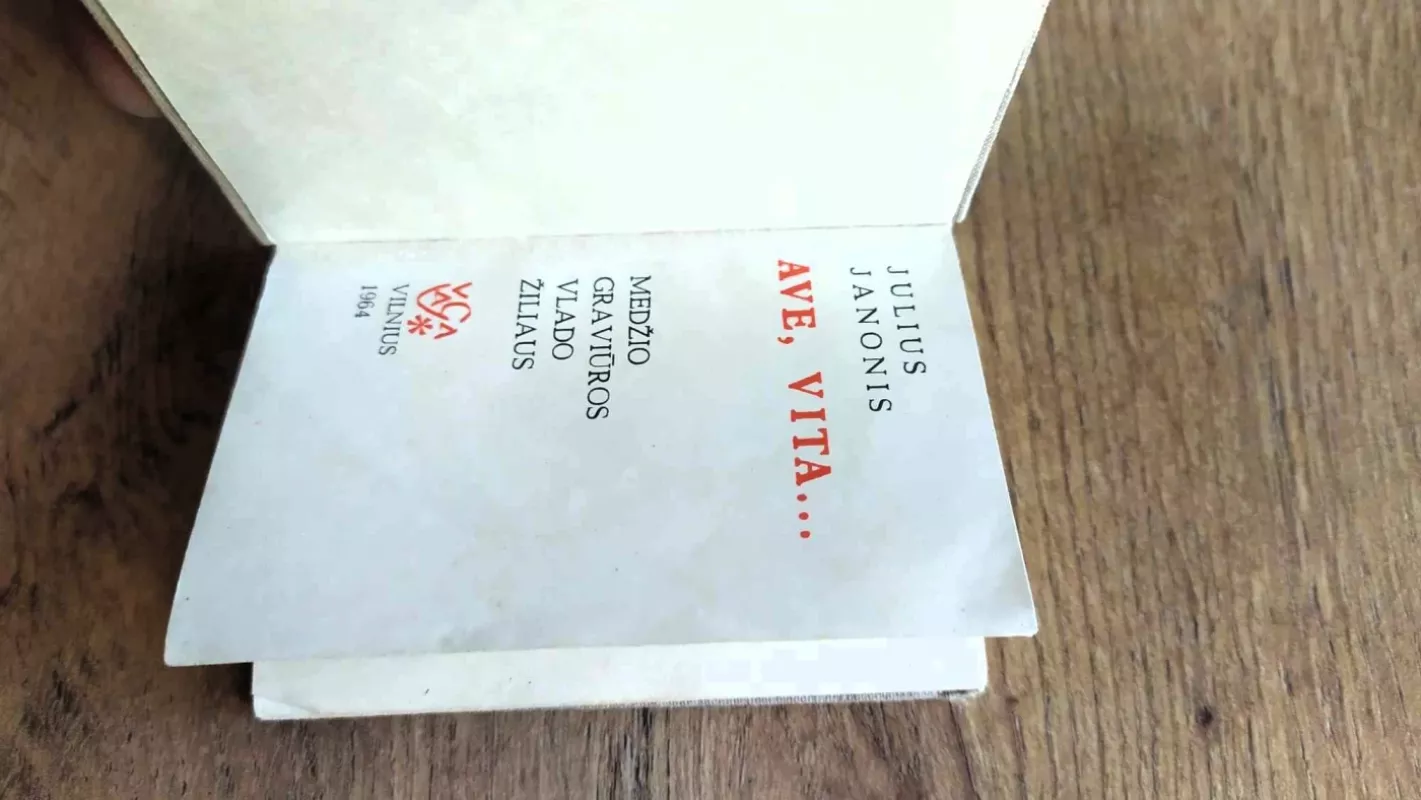 JULIUS
JANONIS
AVE, VITA...
MEDŽIO
GRAVIŪROS
VLADO
ŽILIAUS
VILNIUS
1964